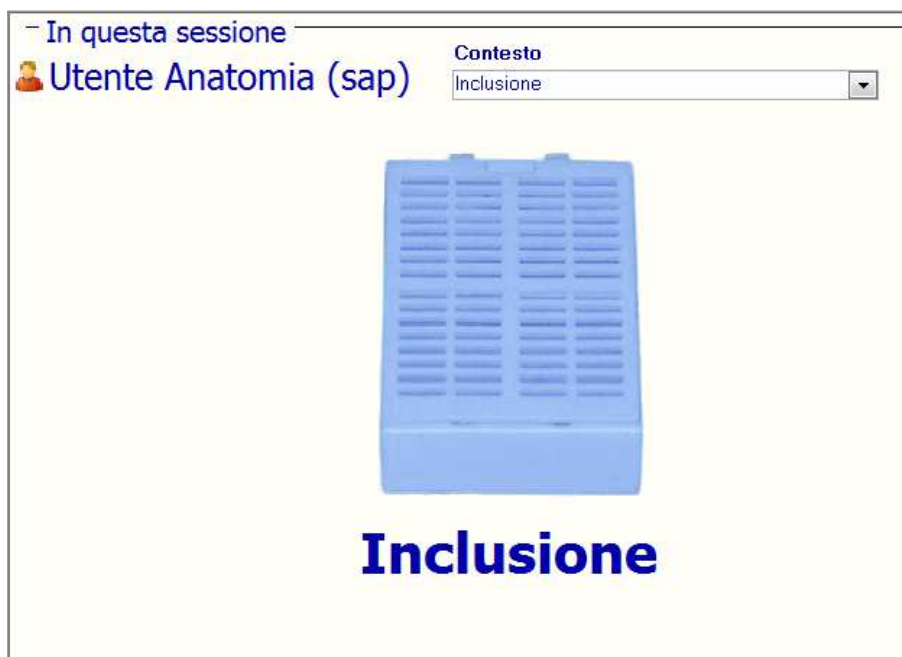 In questa sessione
Utente Anatomia (sap)
Contesto
Inclusione
Inclusione